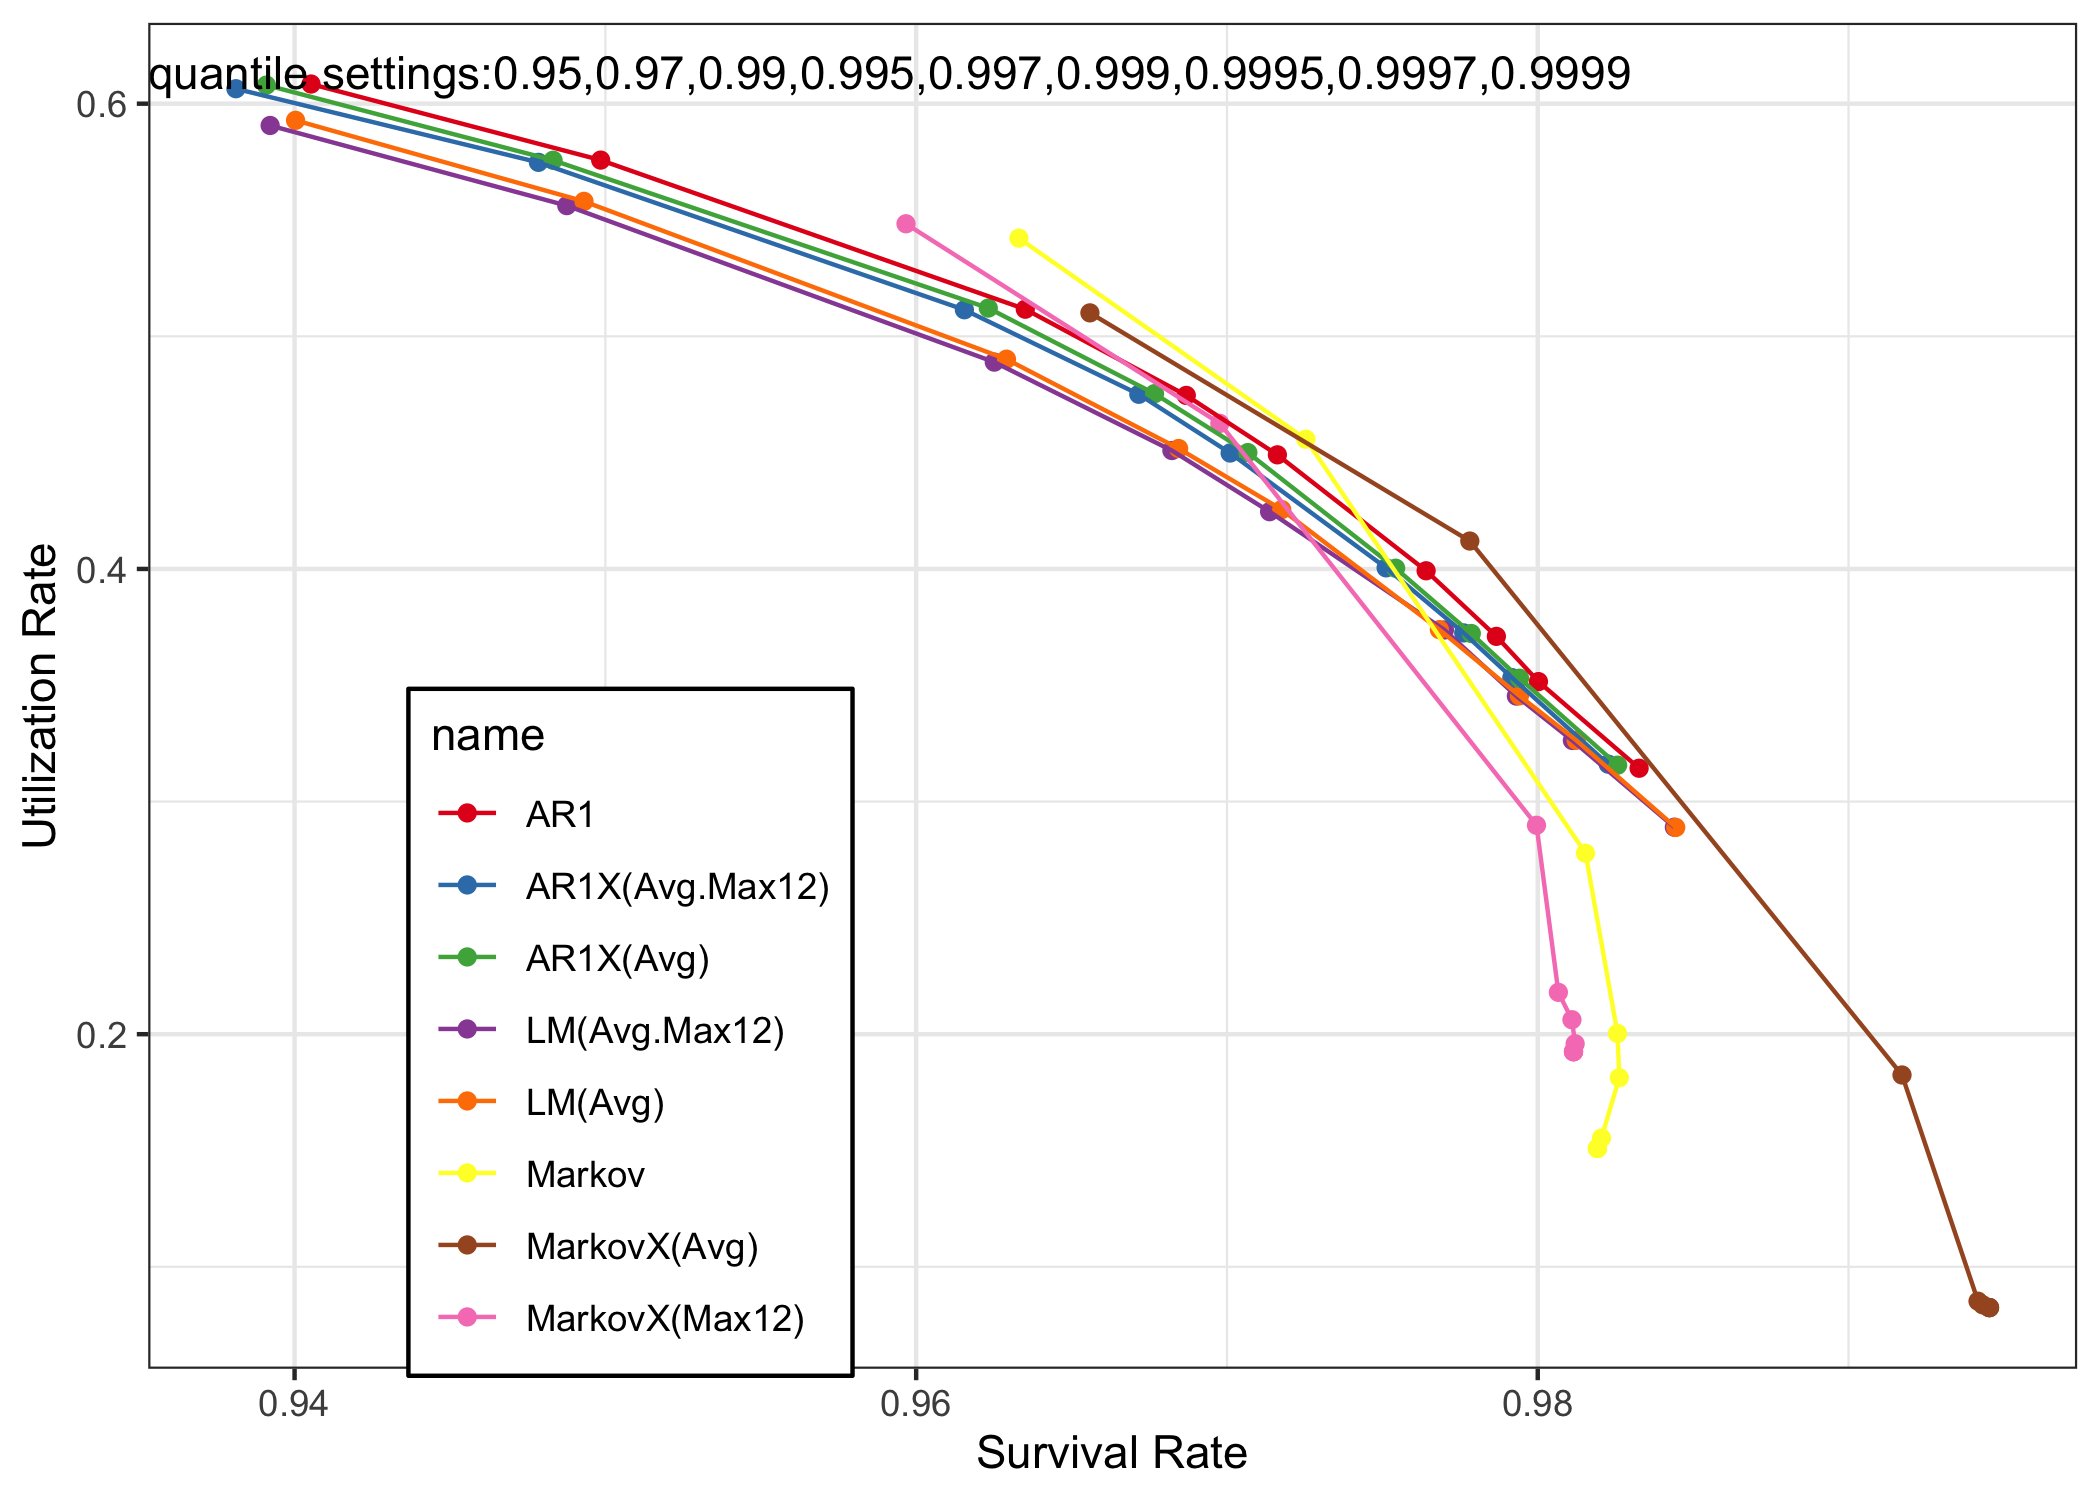 quantile settings:0.95,0.97,0.99,0.995,0.997,0.999,0.9995,0.9997,0.9999
0.6
0.4
0.2
Utilization Rate
name
AR1
AR1X(Avg.Max12)
AR1X(Avg)
LM(Avg.Max12)
LM(Avg)
Markov
MarkovX(Avg)
MarkovX(Max12)
0.94
0.96
0.98
Survival Rate